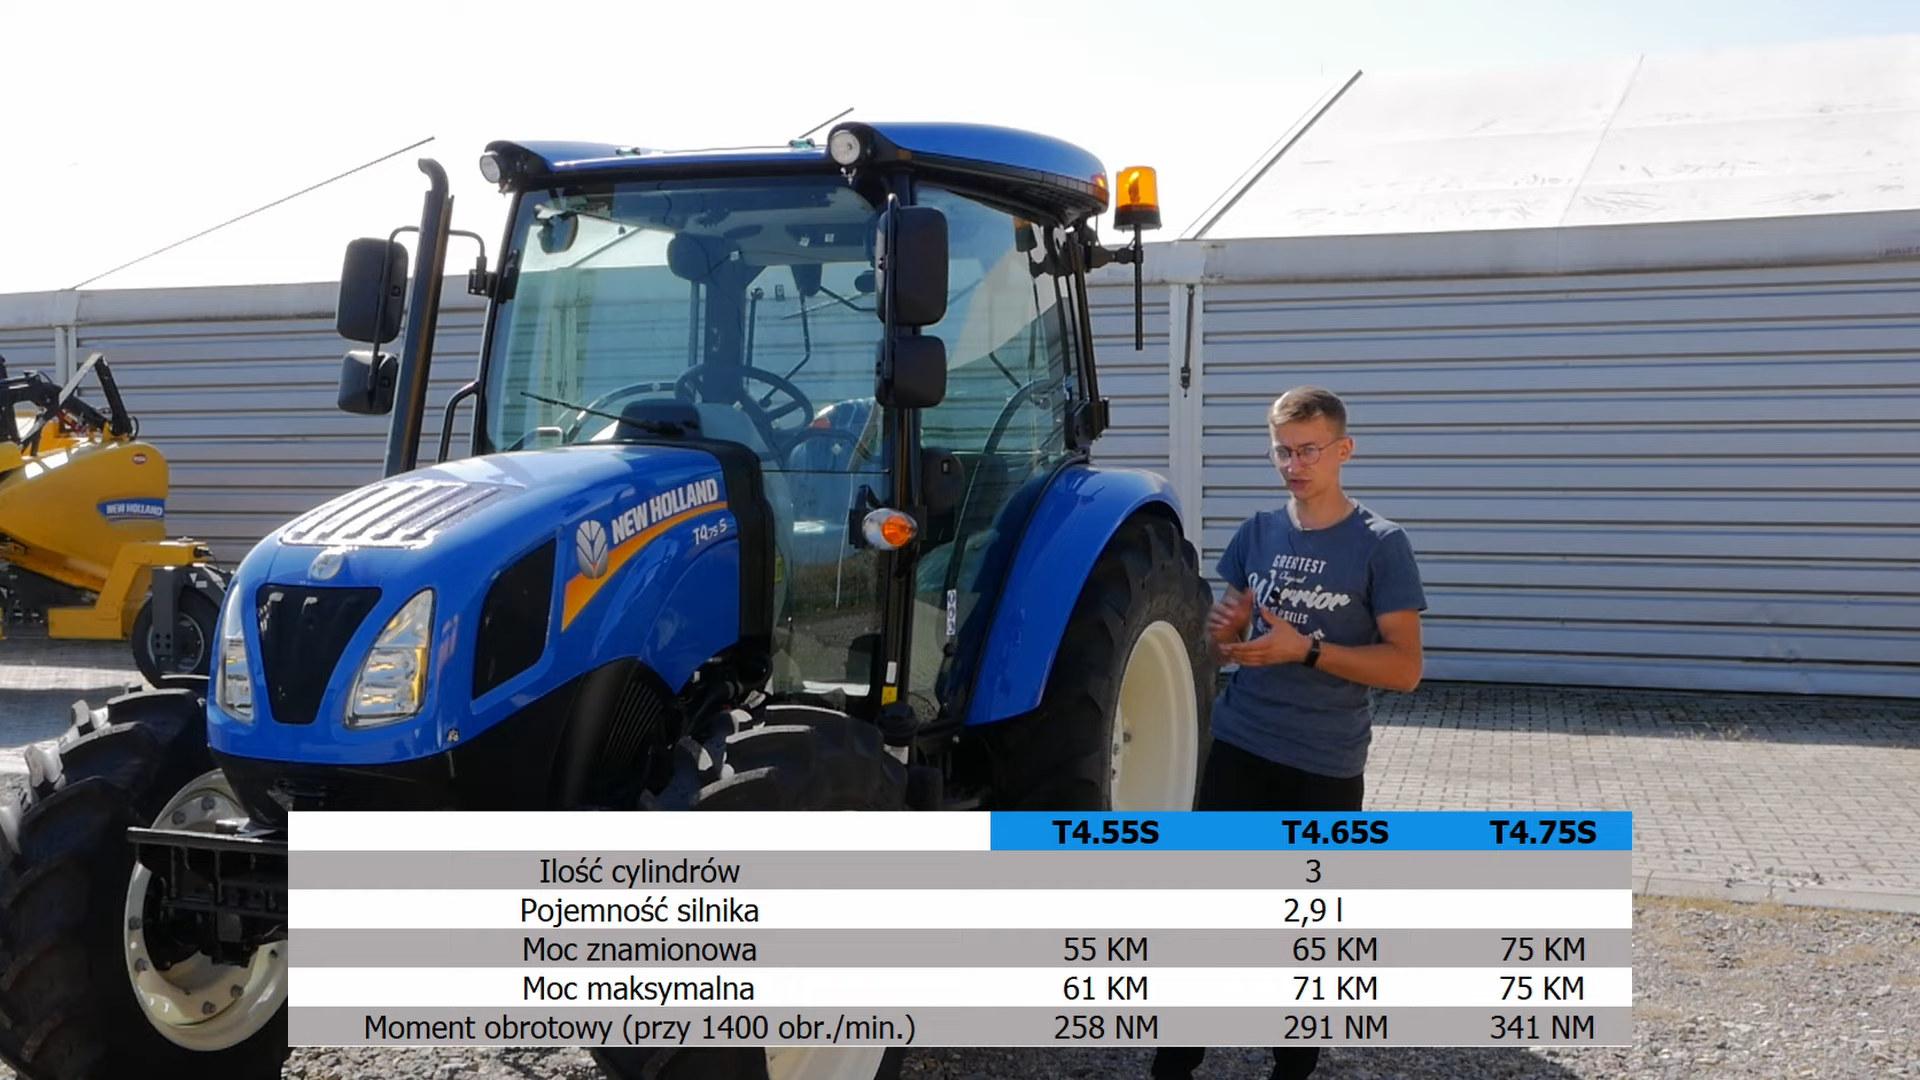 NEW HOLLAND
NEW HOLLAND
T4.75 S
GREATEST
Original
Warrior
T4.55S T4.65S T4.75S
Ilość cylindrów 3
Pojemność silnika 2,9 l
Moc znamionowa 55 KM 65 KM 75 KM
Moc maksymalna 61 KM 71 KM 75 KM
Moment obrotowy (przy 1400 obr./min.) 258 NM 291 NM 341 NM